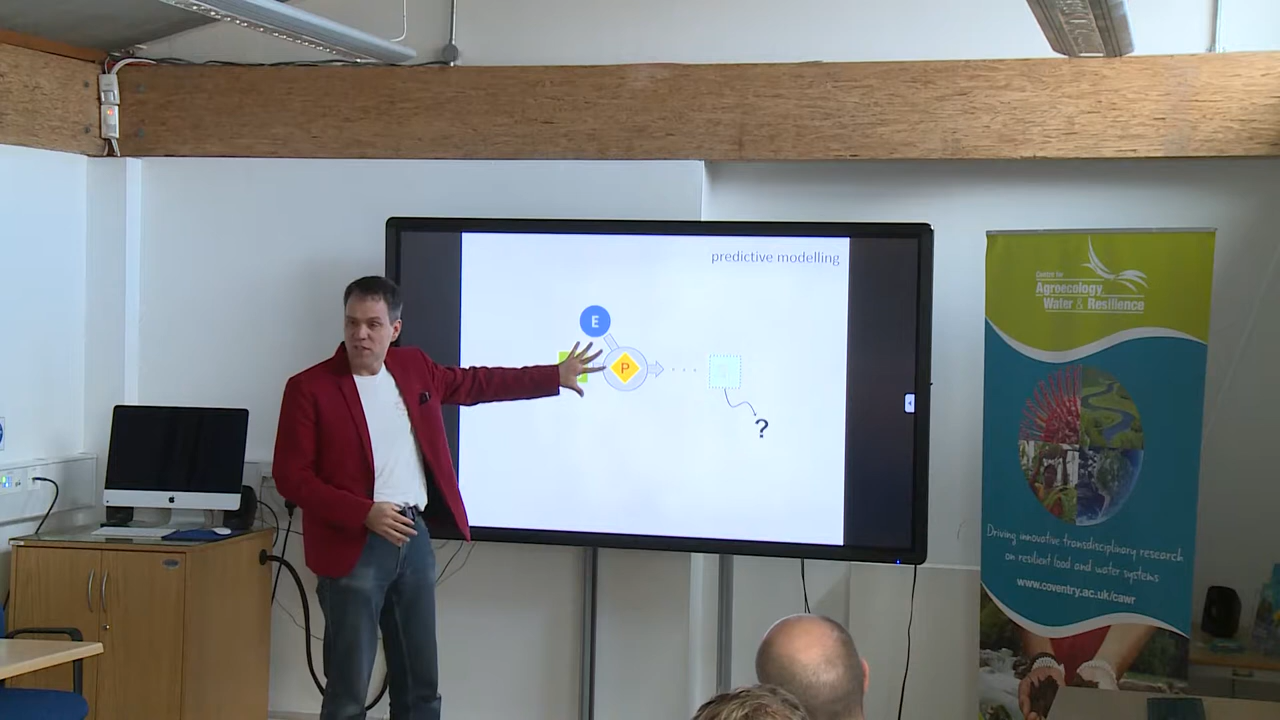 predictive modelling
E
P
?
Centre for
Agroecology,
Water & Resilience
Driving innovative transdisciplinary research
on resilient food and water systems
www.coventry.ac.uk/cawr